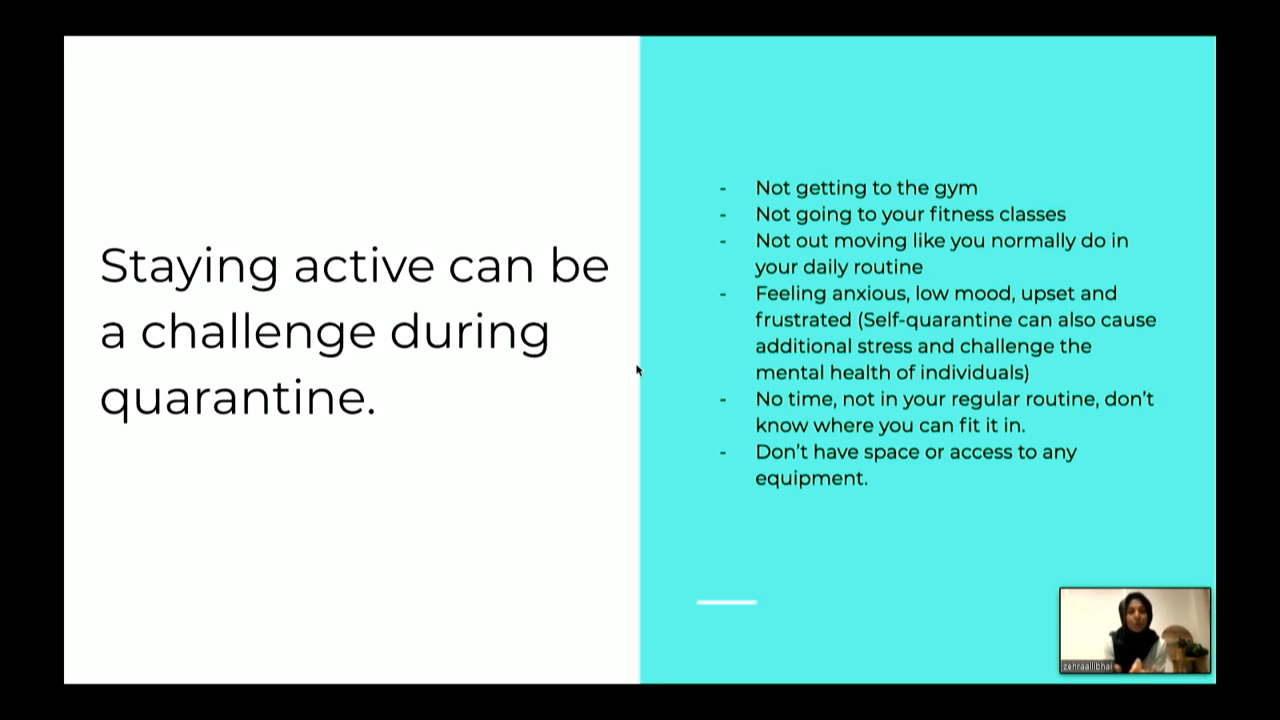 Staying active can be
a challenge during
quarantine.
- Not getting to the gym
- Not going to your fitness classes
- Not out moving like you normally do in
your daily routine
- Feeling anxious, low mood, upset and
frustrated (Self-quarantine can also cause
additional stress and challenge the
mental health of individuals)
- No time, not in your regular routine, don’t
know where you can fit it in.
- Don’t have space or access to any
equipment.
zehraallibhai